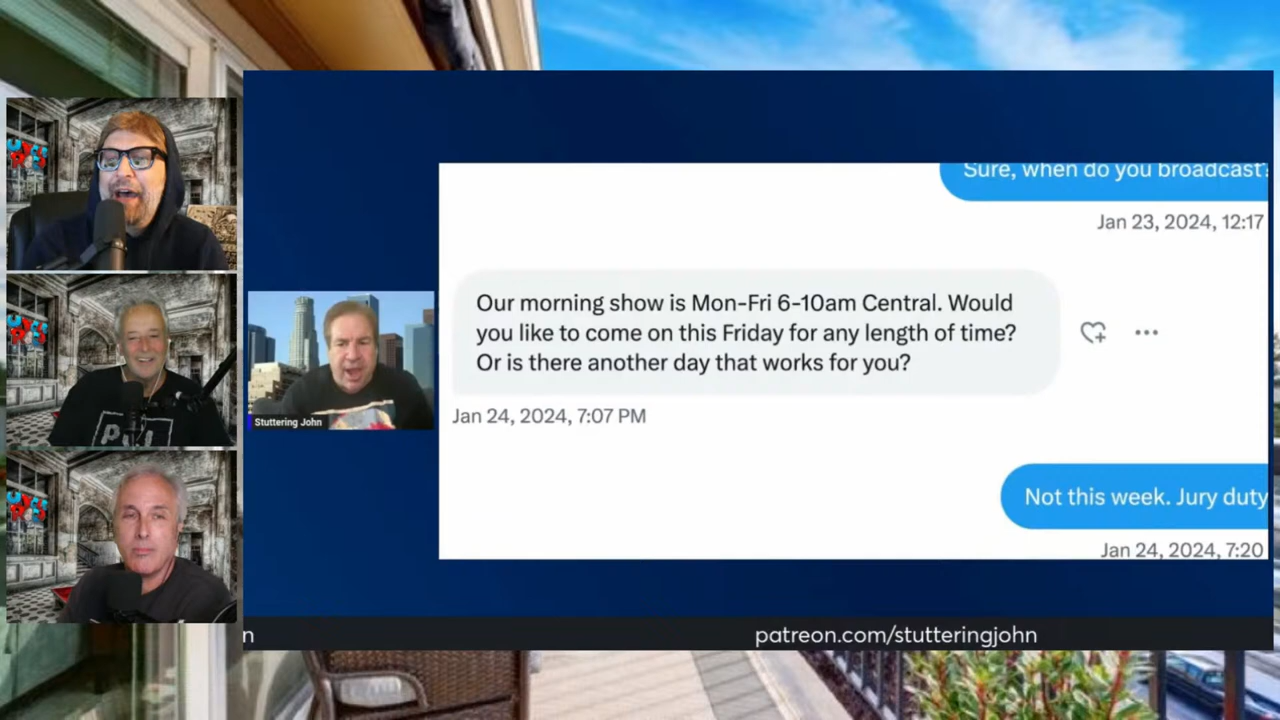 Sure, when do you broadcast?
Jan 23, 2024, 12:17
Our morning show is Mon-Fri 6-10am Central. Would
you like to come on this Friday for any length of time?
Or is there another day that works for you?
Jan 24, 2024, 7:07 PM
Stuttering John
Not this week. Jury duty
Jan 24, 2024, 7:20
n
patreon.com/stutteringjohn